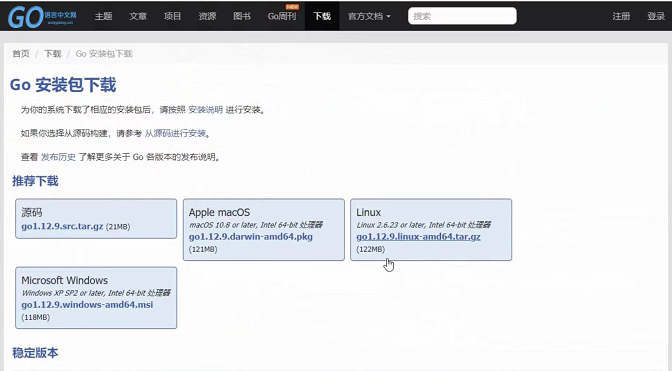 GO 语言中文网
主题 文章 项目 资源 图书 Go周刊 NEW 下载 官方文档 搜索 注册 登录
首页 / 下载 / Go 安装包下载
Go 安装包下载
为你的系统下载了相应的安装包后，请按照 安装说明 进行安装。
如果你选择从源码构建，请参考 从源码进行安装。
查看 发布历史 了解更多关于 Go 各版本的发布说明。
推荐下载
源码
go1.12.9.src.tar.gz (21MB)
Apple macOS
macOS 10.8 or later, Intel 64-bit 处理器
go1.12.9.darwin-amd64.pkg
(121MB)
Linux
Linux 2.6.23 or later, Intel 64-bit 处理器
go1.12.9.linux-amd64.tar.gz
(122MB)
Microsoft Windows
Windows XP SP2 or later, Intel 64-bit 处理器
go1.12.9.windows-amd64.msi
(118MB)
稳定版本